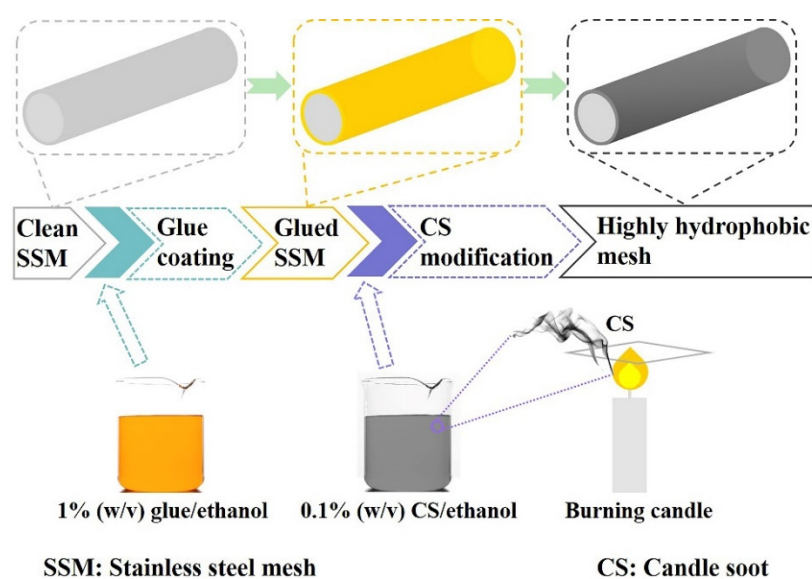 Clean
SSM
Glue
coating
Glued
SSM
CS
modification
Highly hydrophobic
mesh
CS
1% (w/v) glue/ethanol
0.1% (w/v) CS/ethanol
Burning candle
SSM: Stainless steel mesh
CS: Candle soot